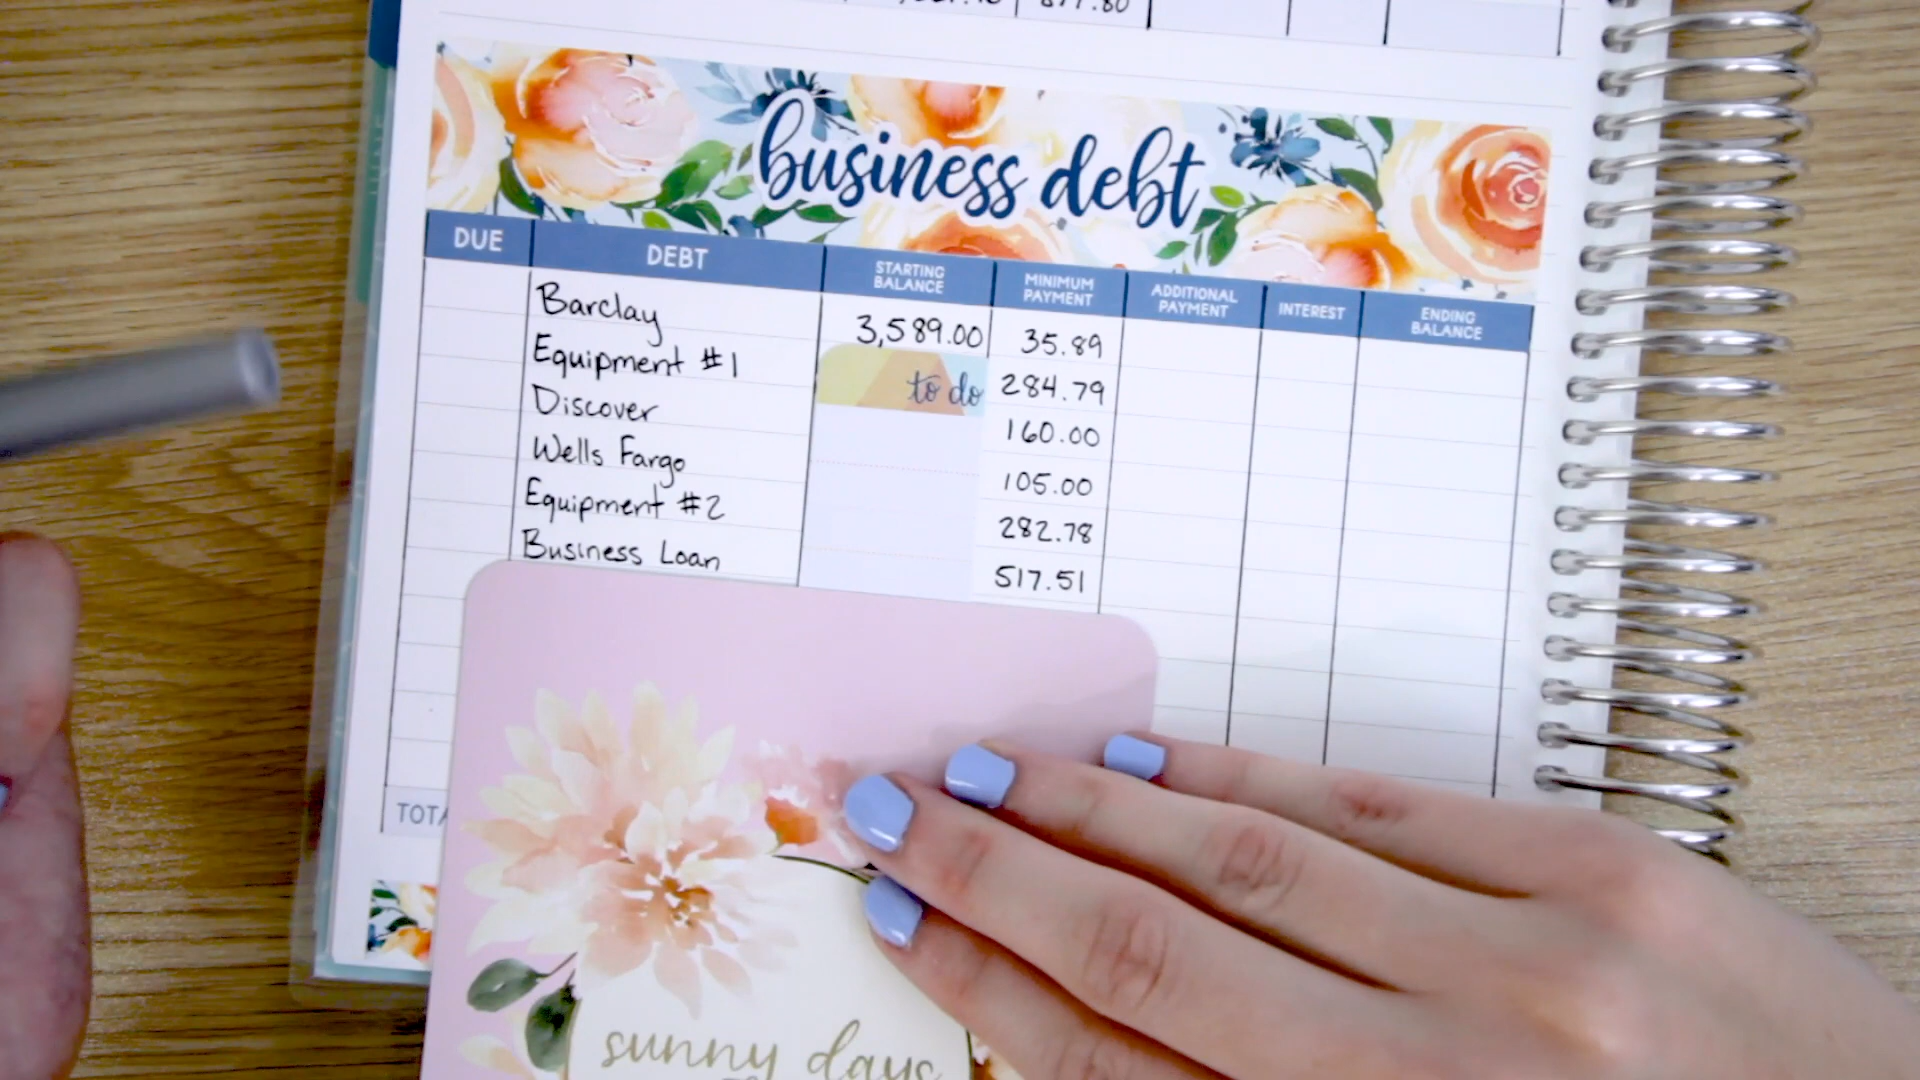 business debt
DUE DEBT STARTING BALANCE MINIMUM PAYMENT ADDITIONAL PAYMENT INTEREST ENDING BALANCE
Barclay 3,589.00 35.89
Equipment #1 to do 284.79
Discover 160.00
Wells Fargo 105.00
Equipment #2 282.78
Business Loan 517.51
sunny days